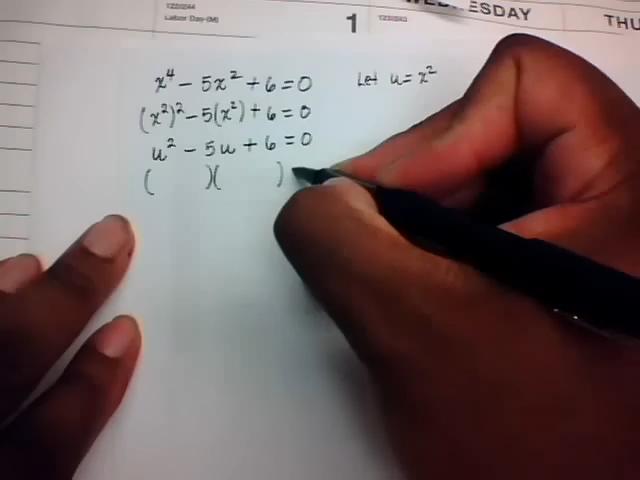 WEDNESDAY
THU
Labor Day-(M)
1
x⁴ - 5x² + 6 = 0 Let u = x²
(x²)² - 5(x²) + 6 = 0
u² - 5u + 6 = 0
( )( )